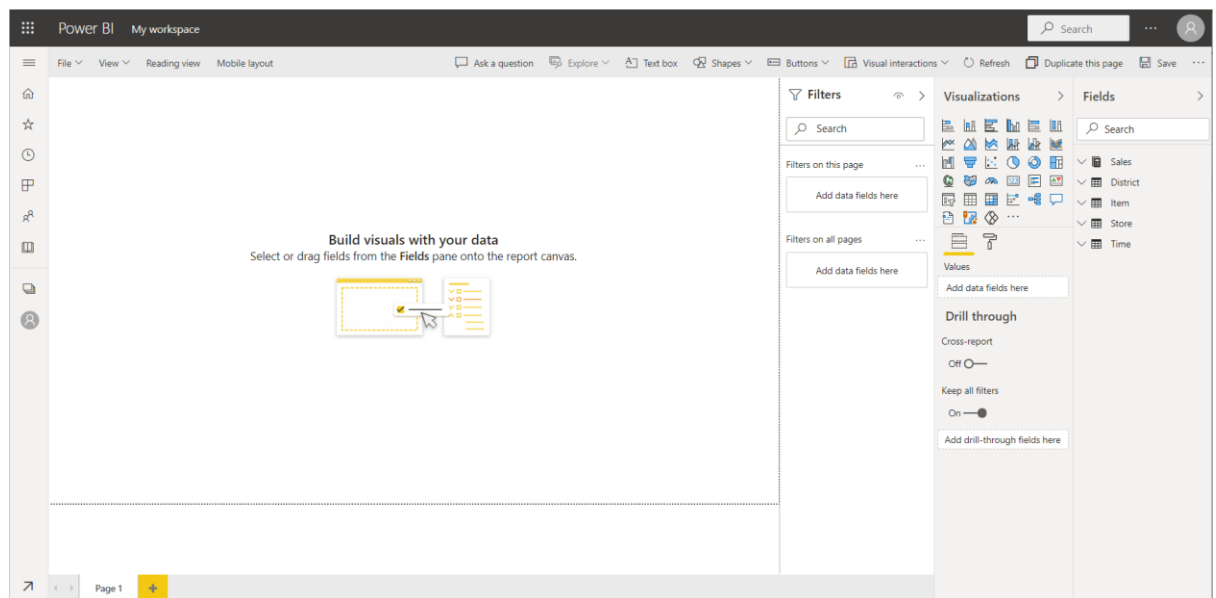 Power BI My workspace
Search
File View Reading view Mobile layout
Ask a question Explore Text box Shapes Buttons Visual interactions Refresh Duplicate this page Save
Build visuals with your data
Select or drag fields from the Fields pane onto the report canvas.
Filters
Search
Filters on this page
Add data fields here
Filters on all pages
Add data fields here
Visualizations
Values
Add data fields here
Drill through
Cross-report
Off
Keep all filters
On
Add drill-through fields here
Fields
Search
Sales
District
Item
Store
Time
Page 1